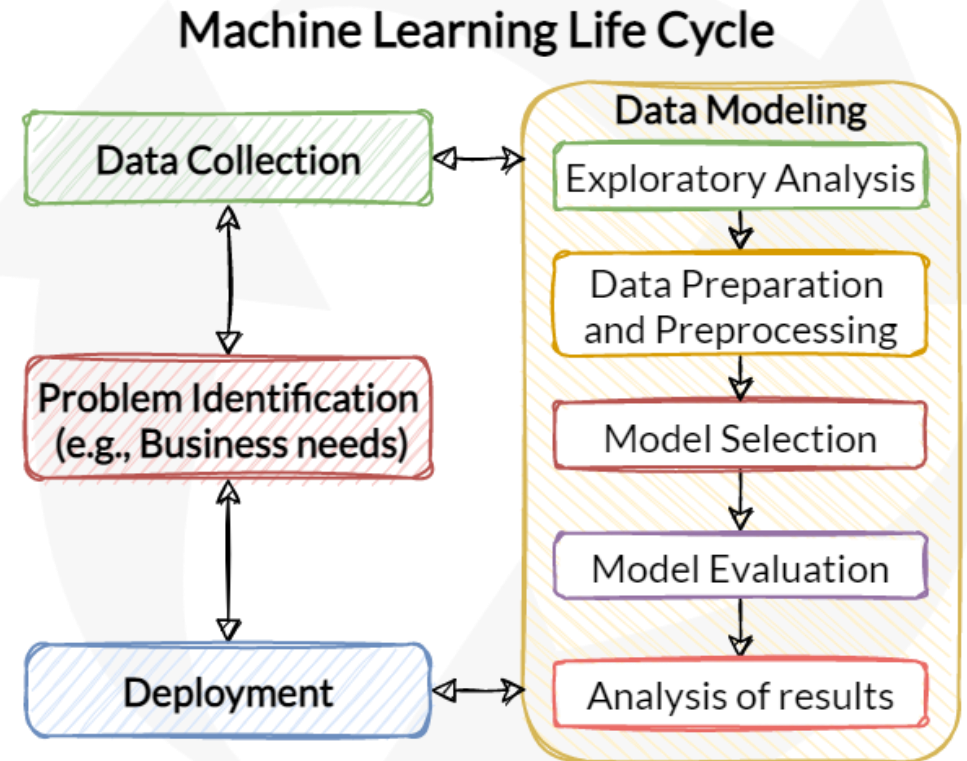 Machine Learning Life Cycle
Data Collection
Problem Identification
(e.g., Business needs)
Deployment
Data Modeling
Exploratory Analysis
Data Preparation
and Preprocessing
Model Selection
Model Evaluation
Analysis of results